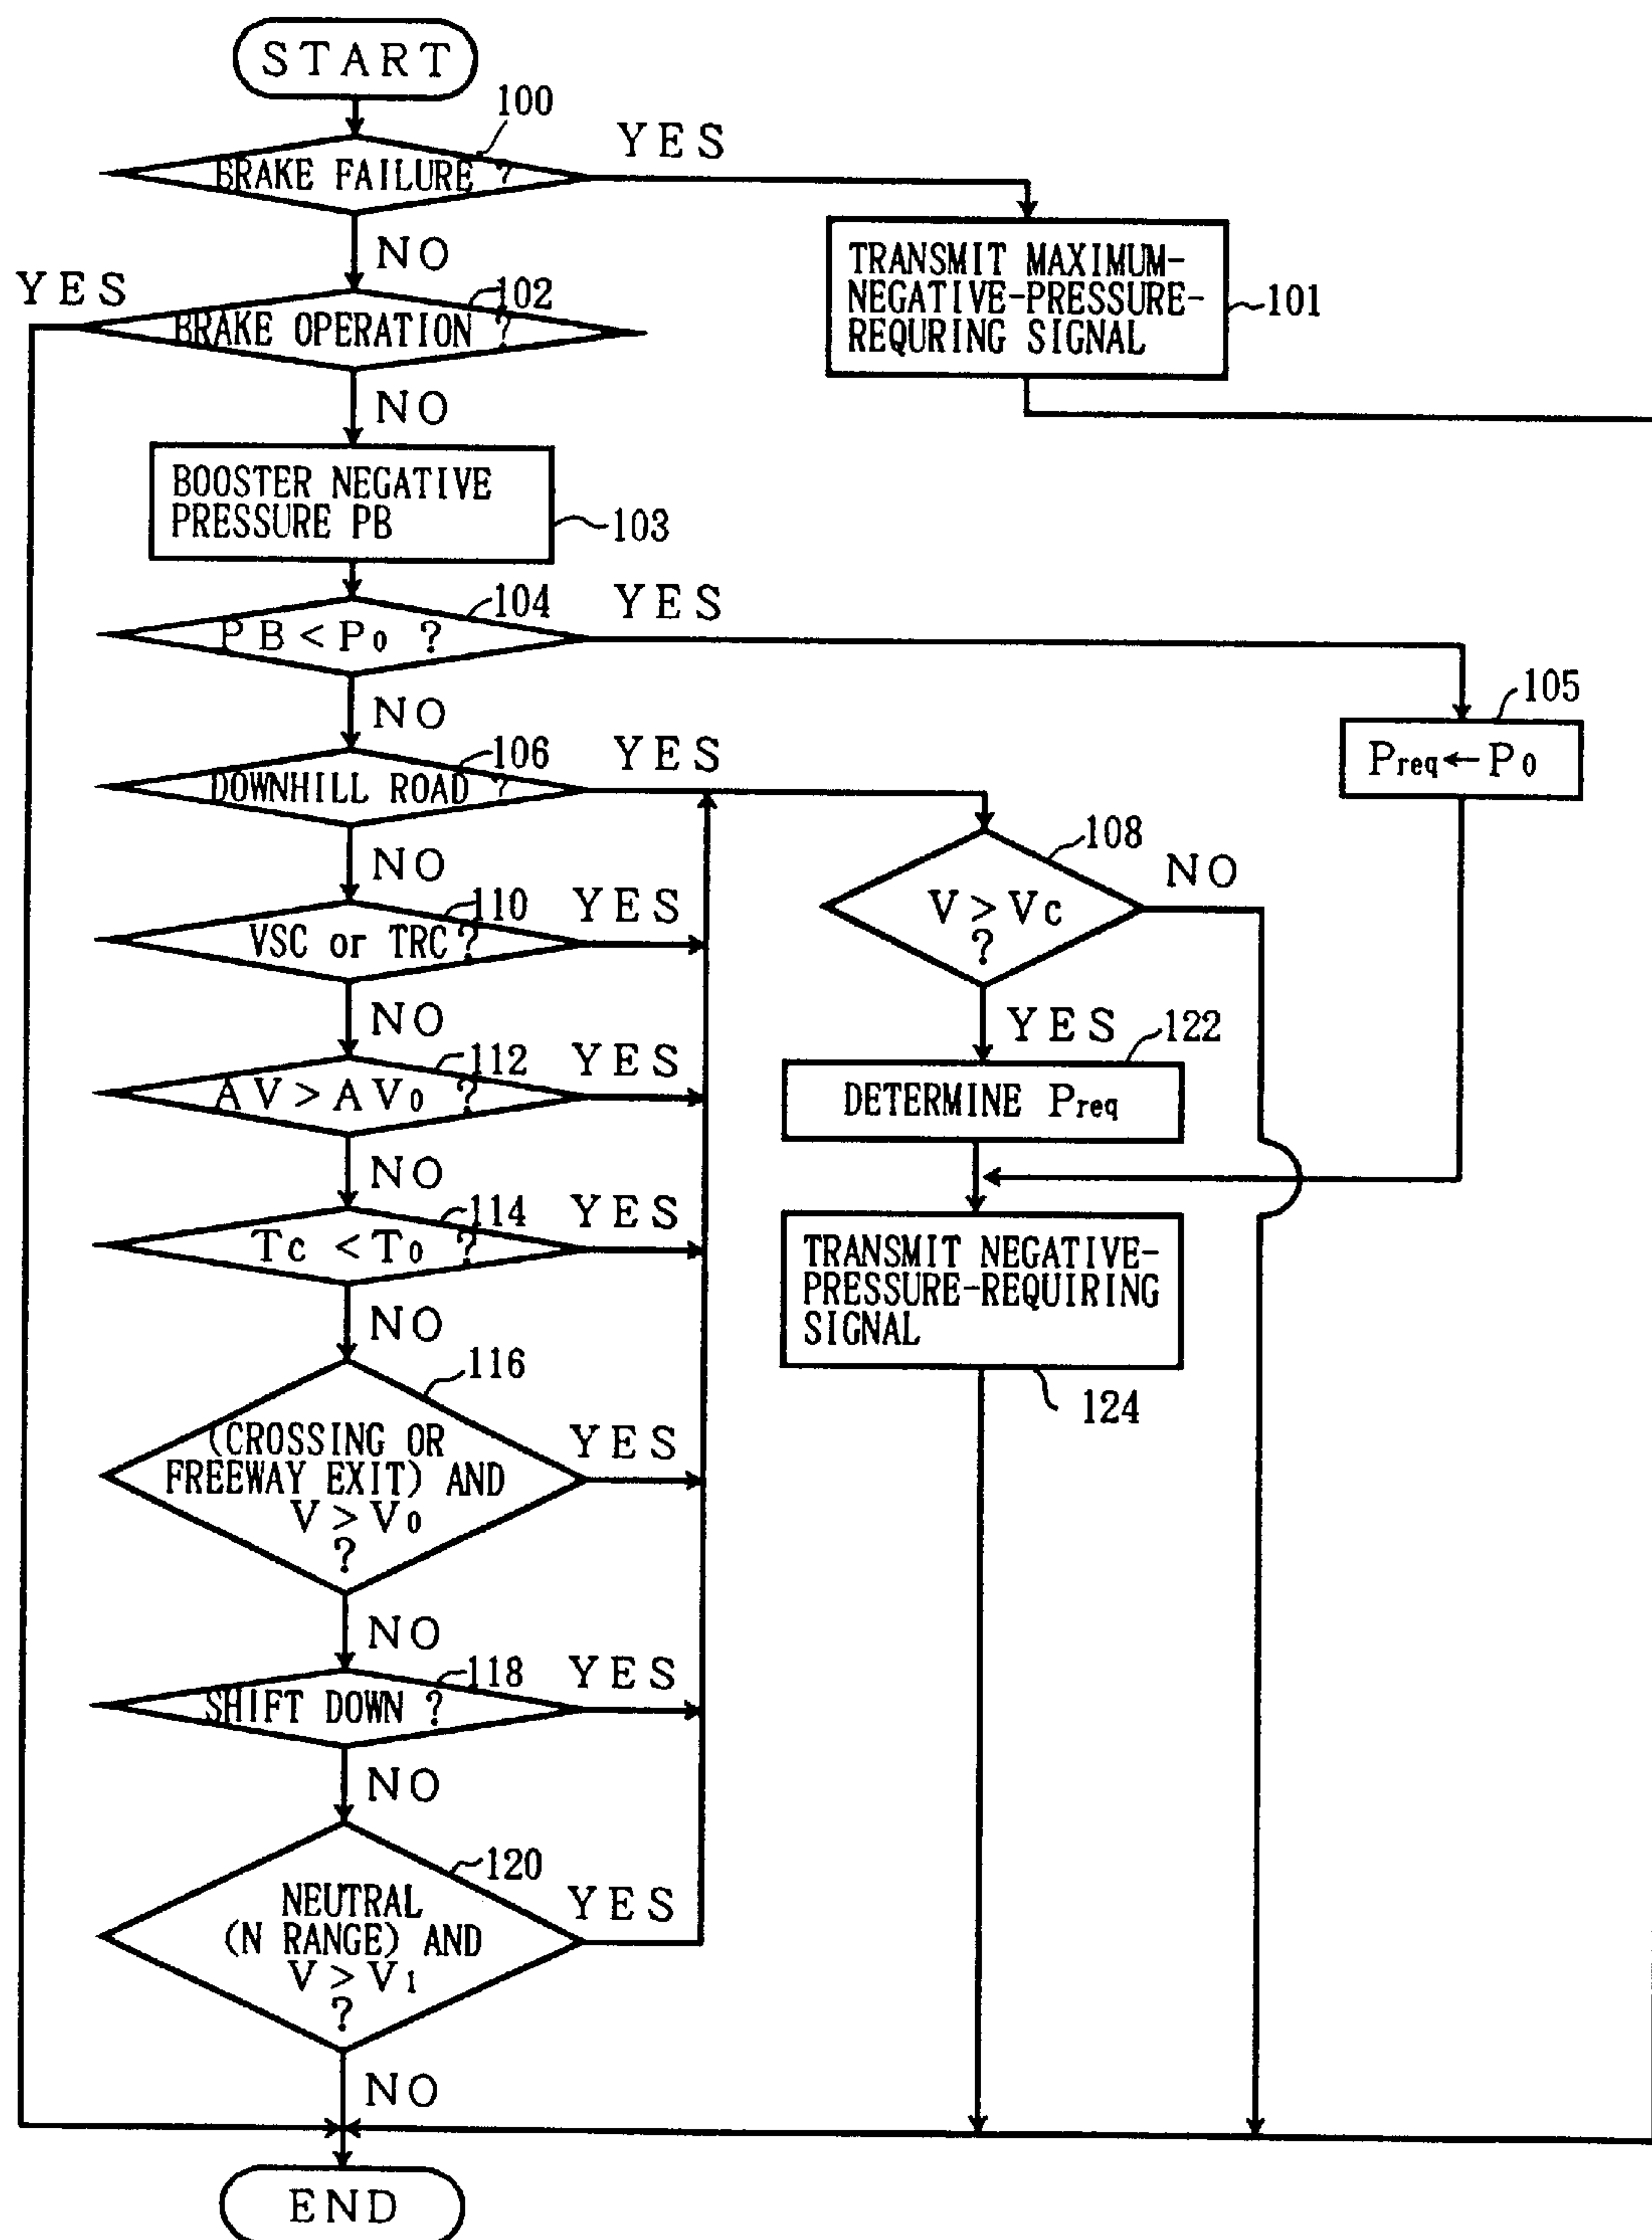 START
100
BRAKE FAILURE ?
YES
NO
TRANSMIT MAXIMUM-
NEGATIVE-PRESSURE-
REQURING SIGNAL
101
YES
102
BRAKE OPERATION ?
NO
BOOSTER NEGATIVE
PRESSURE PB
103
104
PB < P0 ?
YES
NO
105
Preq ← P0
106
DOWNHILL ROAD ?
YES
NO
108
V > VC
?
NO
YES
110
VSC or TRC ?
YES
NO
122
DETERMINE Preq
112
AV > AV0 ?
YES
NO
114
TC < T0 ?
YES
NO
TRANSMIT NEGATIVE-
PRESSURE-REQUIRING
SIGNAL
124
116
(CROSSING OR
FREEWAY EXIT) AND
V > V0
?
YES
NO
118
SHIFT DOWN ?
YES
NO
120
NEUTRAL
(N RANGE) AND
V > V1
?
YES
NO
END